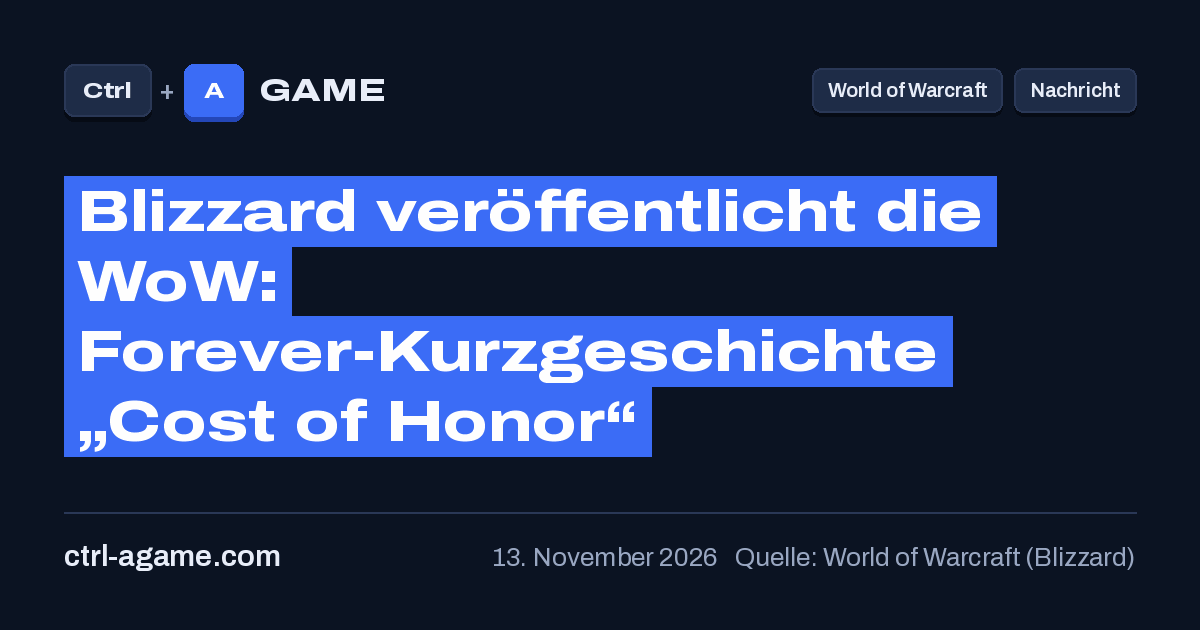 Ctrl + A GAME
World of Warcraft
Nachricht
Blizzard veröffentlicht die
WoW:
Forever-Kurzgeschichte
„Cost of Honor“
ctrl-agame.com
13. November 2026 Quelle: World of Warcraft (Blizzard)